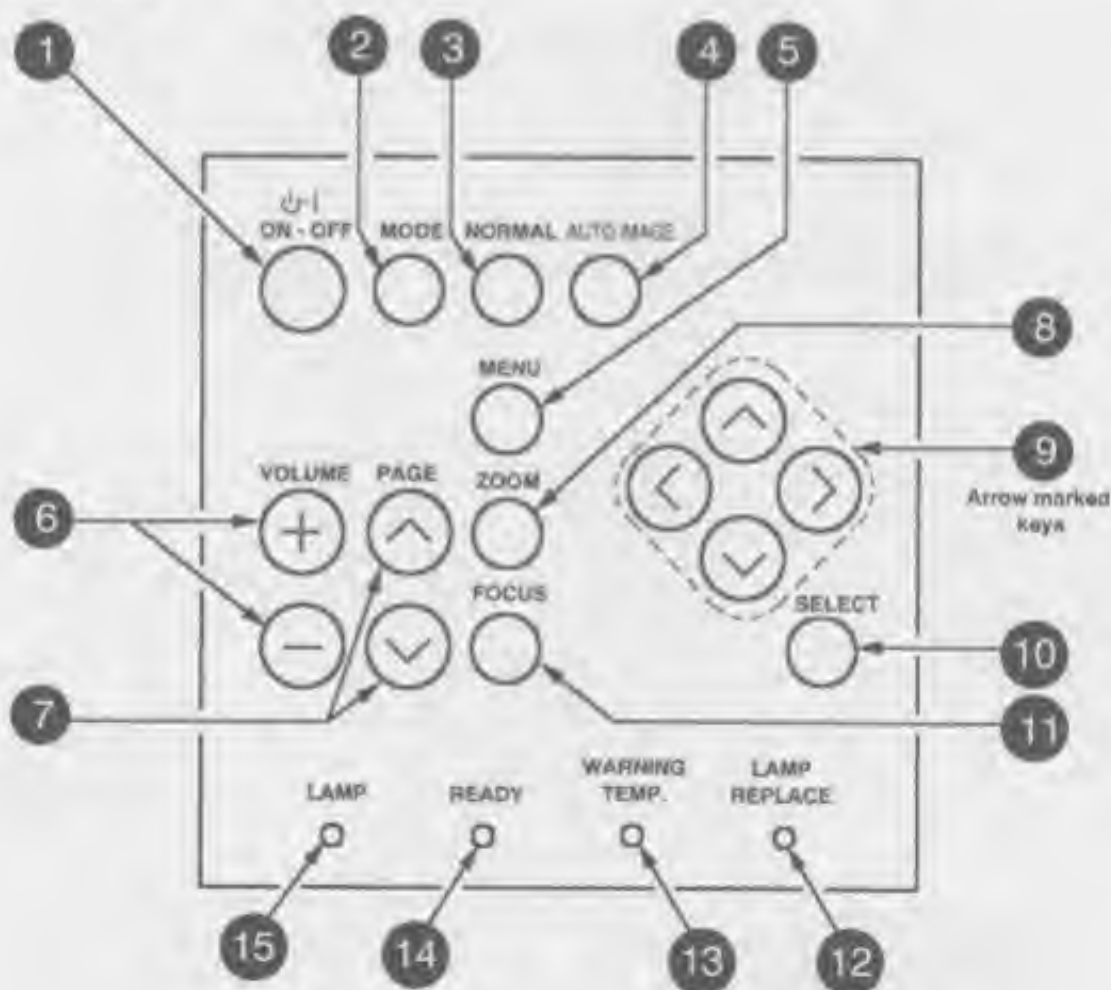 1
2
3
4
5
ON - OFF
MODE
NORMAL
AUTO IMAGE
MENU
8
9
Arrow marked
keys
VOLUME
PAGE
ZOOM
6
FOCUS
SELECT
10
7
11
LAMP
READY
WARNING
TEMP.
LAMP
REPLACE
15
14
13
12